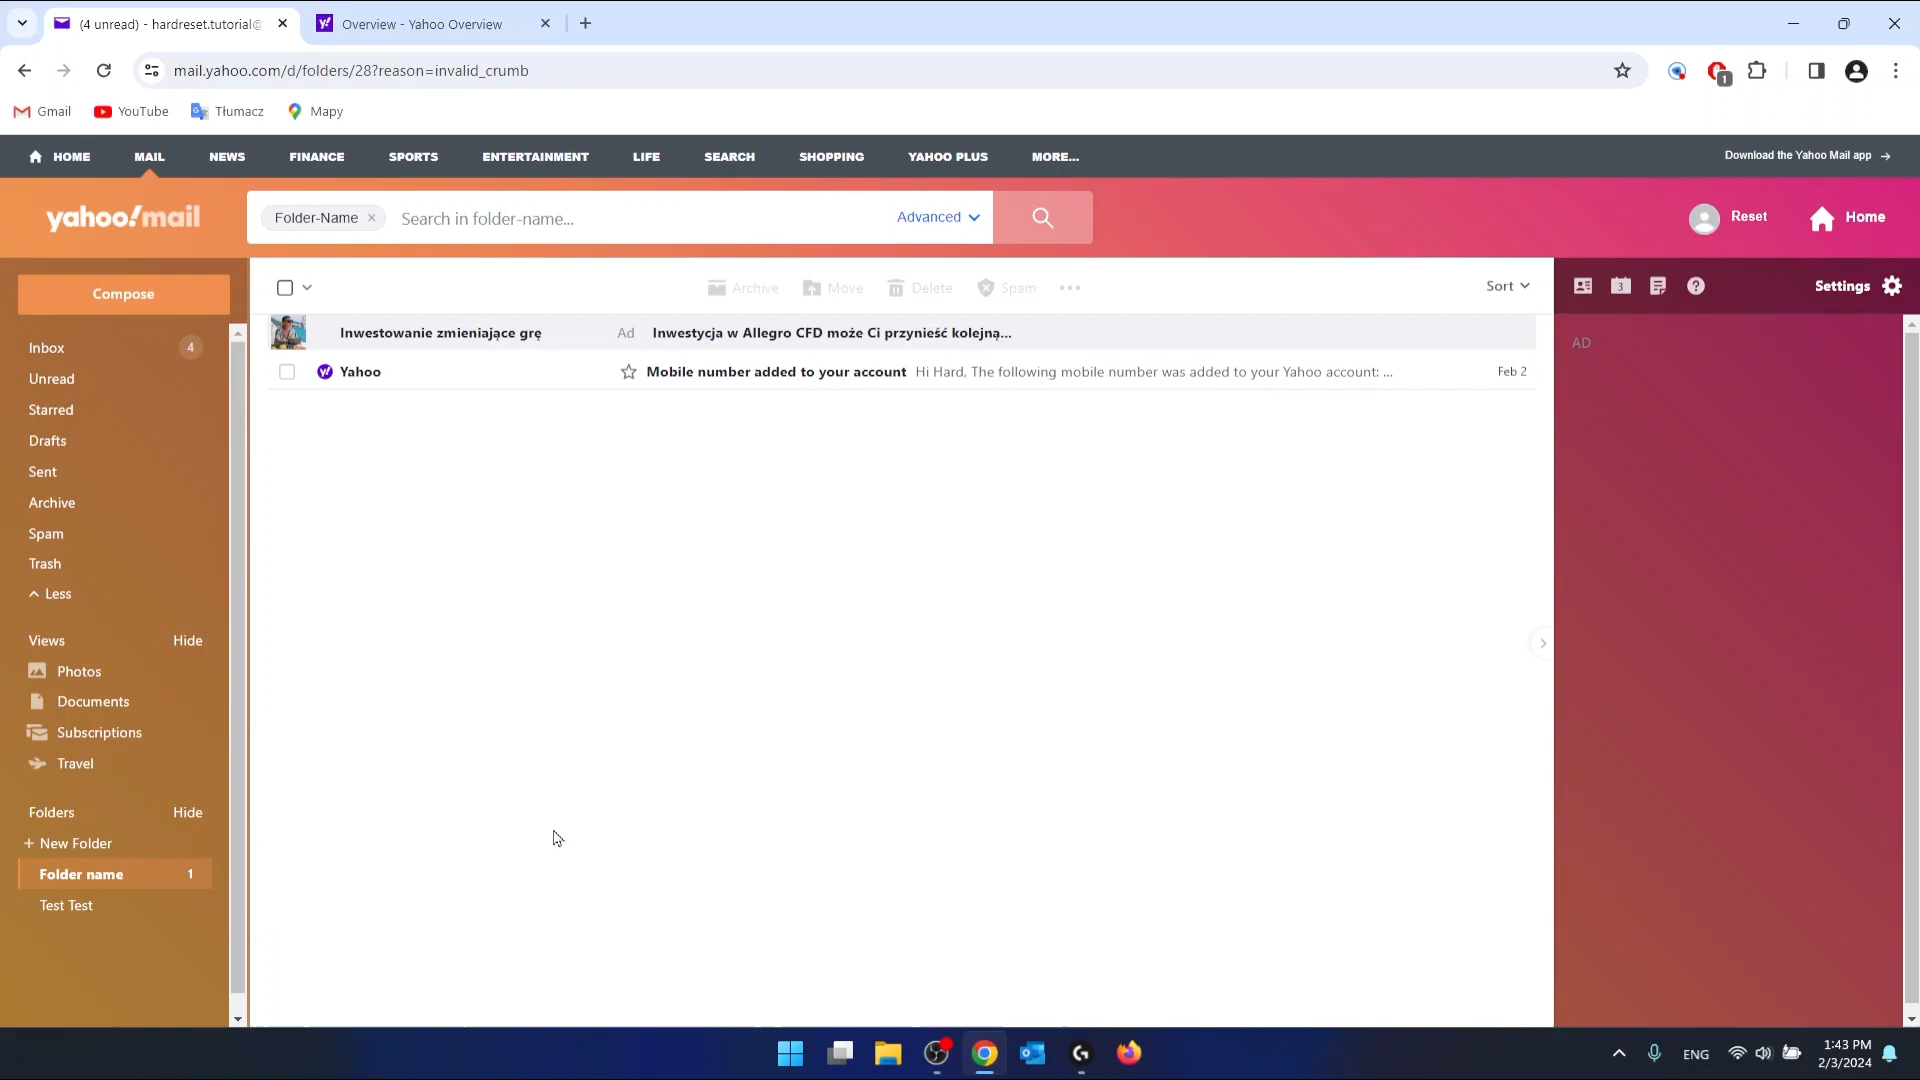 (4 unread) - hardreset.tutorial@
Overview - Yahoo Overview
mail.yahoo.com/d/folders/28?reason=invalid_crumb
1
Gmail
YouTube
Tłumacz
Mapy
HOME
MAIL
NEWS
FINANCE
SPORTS
ENTERTAINMENT
LIFE
SEARCH
SHOPPING
YAHOO PLUS
MORE...
Download the Yahoo Mail app →
yahoo!mail
Folder-Name ×
Search in folder-name...
Advanced
Reset
Home
Compose
Archive
Move
Delete
Spam
Sort
3
Settings
Inbox 4
Unread
Starred
Drafts
Sent
Archive
Spam
Trash
Less
Views Hide
Photos
Documents
Subscriptions
Travel
Folders Hide
+ New Folder
Folder name 1
Test Test
Inwestowanie zmieniające grę Ad Inwestycja w Allegro CFD może Ci przynieść kolejną...
Yahoo Mobile number added to your account Hi Hard, The following mobile number was added to your Yahoo account: ... Feb 2
AD
ENG
1:43 PM
2/3/2024